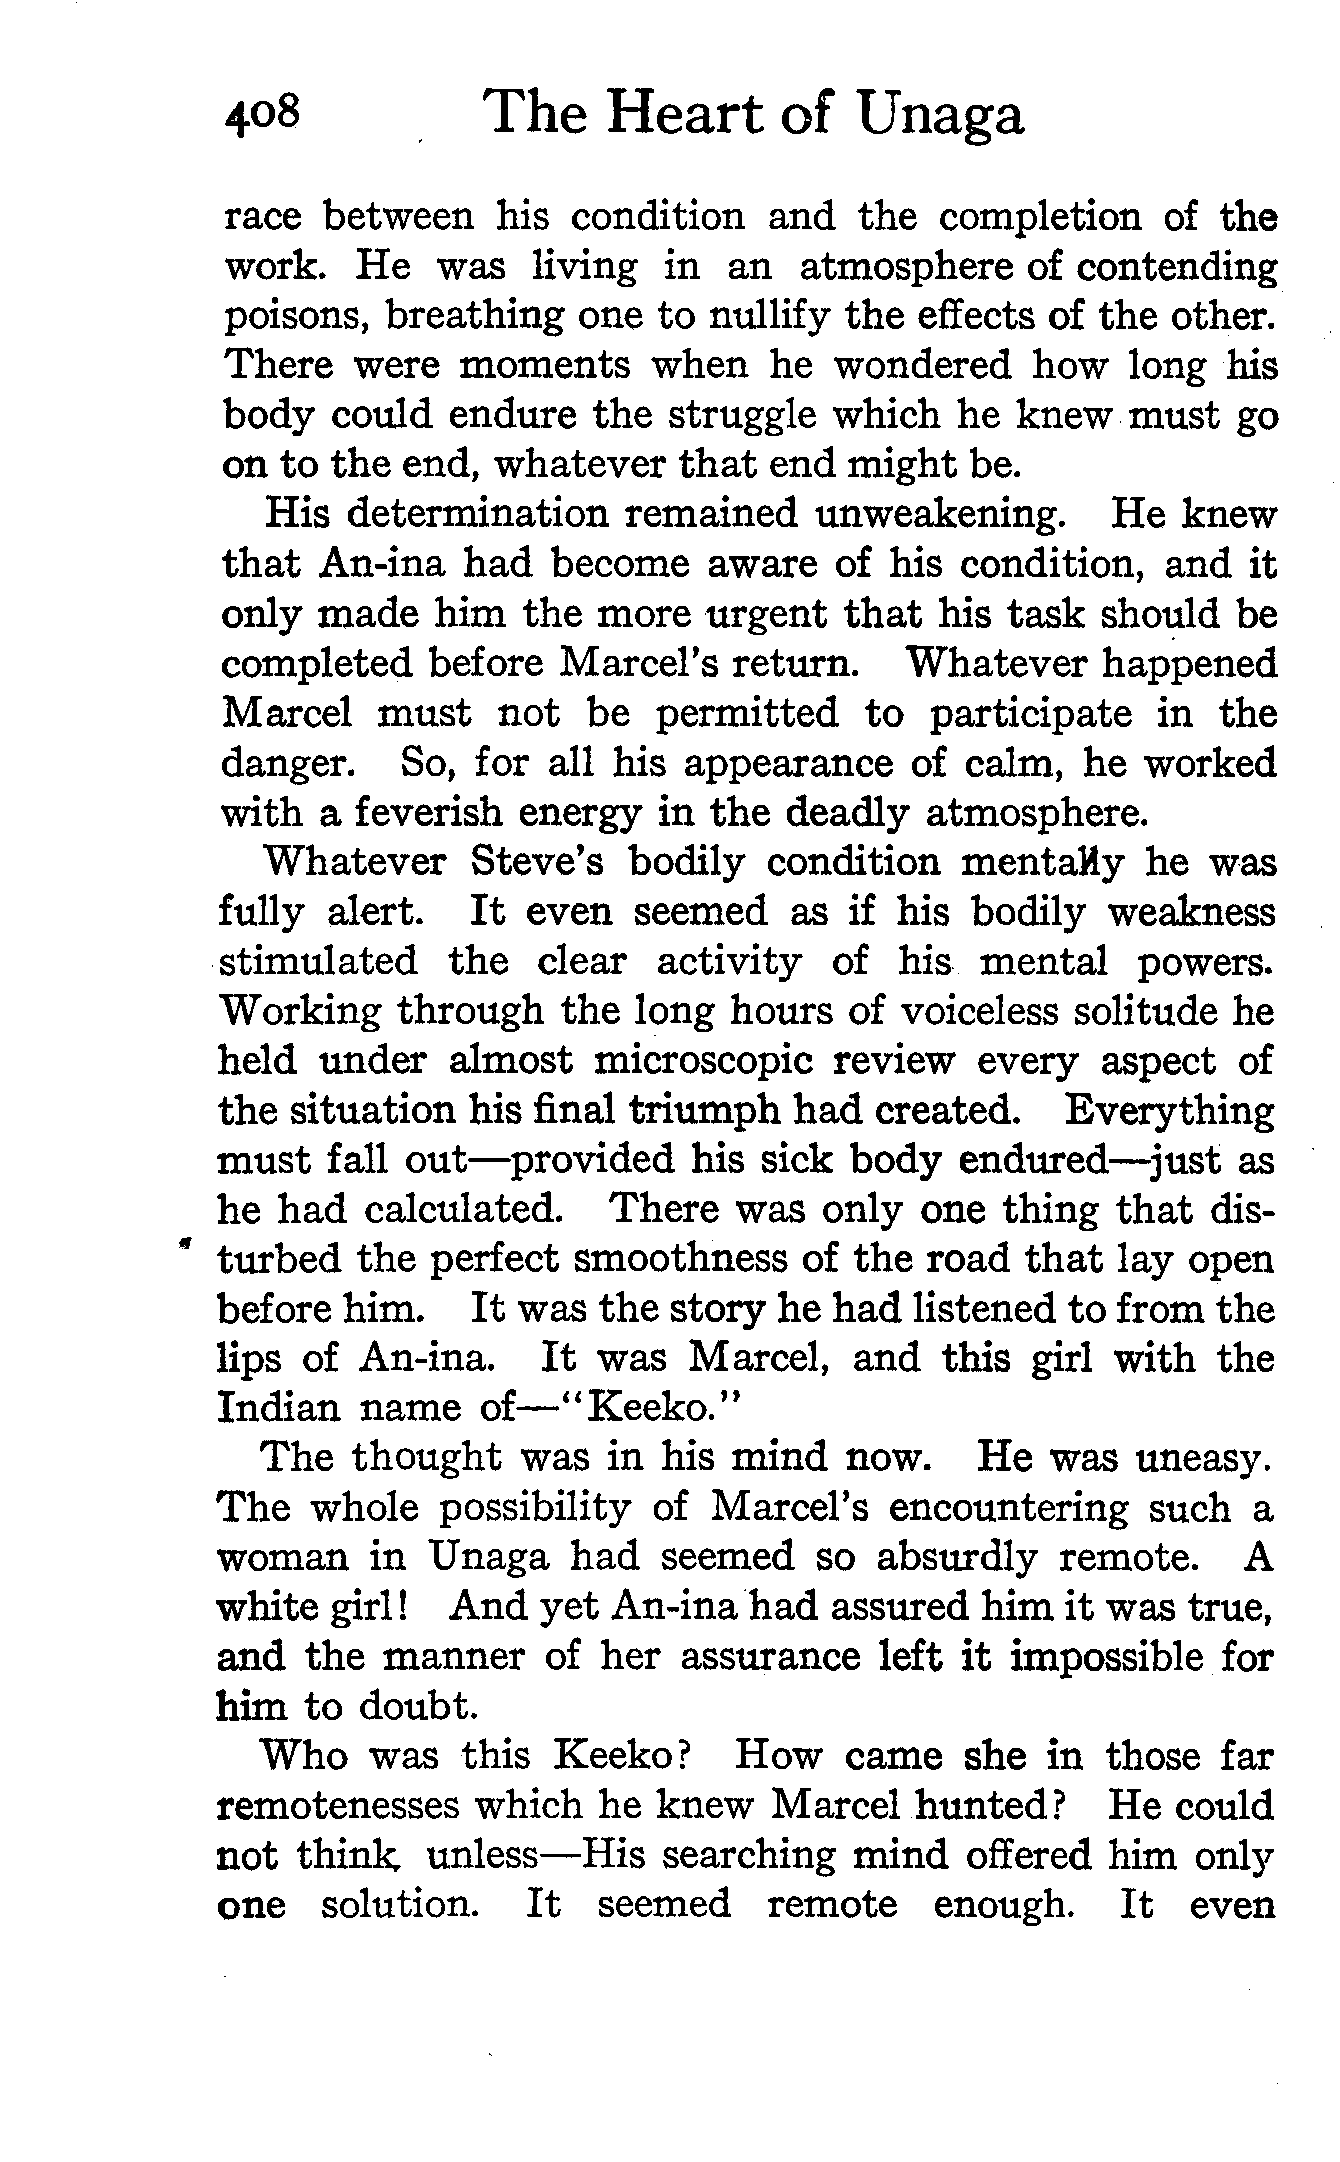 408 The Heart of Unaga
race between his condition and the completion of the
work. He was living in an atmosphere of contending
poisons, breathing one to nullify the effects of the other.
There were moments when he wondered how long his
body could endure the struggle which he knew must go
on to the end, whatever that end might be.
His determination remained unweakening. He knew
that An-ina had become aware of his condition, and it
only made him the more urgent that his task should be
completed before Marcel's return. Whatever happened
Marcel must not be permitted to participate in the
danger. So, for all his appearance of calm, he worked
with a feverish energy in the deadly atmosphere.
Whatever Steve's bodily condition mentally he was
fully alert. It even seemed as if his bodily weakness
stimulated the clear activity of his mental powers.
Working through the long hours of voiceless solitude he
held under almost microscopic review every aspect of
the situation his final triumph had created. Everything
must fall out—provided his sick body endured—just as
he had calculated. There was only one thing that dis-
turbed the perfect smoothness of the road that lay open
before him. It was the story he had listened to from the
lips of An-ina. It was Marcel, and this girl with the
Indian name of—"Keeko."
The thought was in his mind now. He was uneasy.
The whole possibility of Marcel's encountering such a
woman in Unaga had seemed so absurdly remote. A
white girl! And yet An-ina had assured him it was true,
and the manner of her assurance left it impossible for
him to doubt.
Who was this Keeko? How came she in those far
remotenesses which he knew Marcel hunted? He could
not think, unless—His searching mind offered him only
one solution. It seemed remote enough. It even